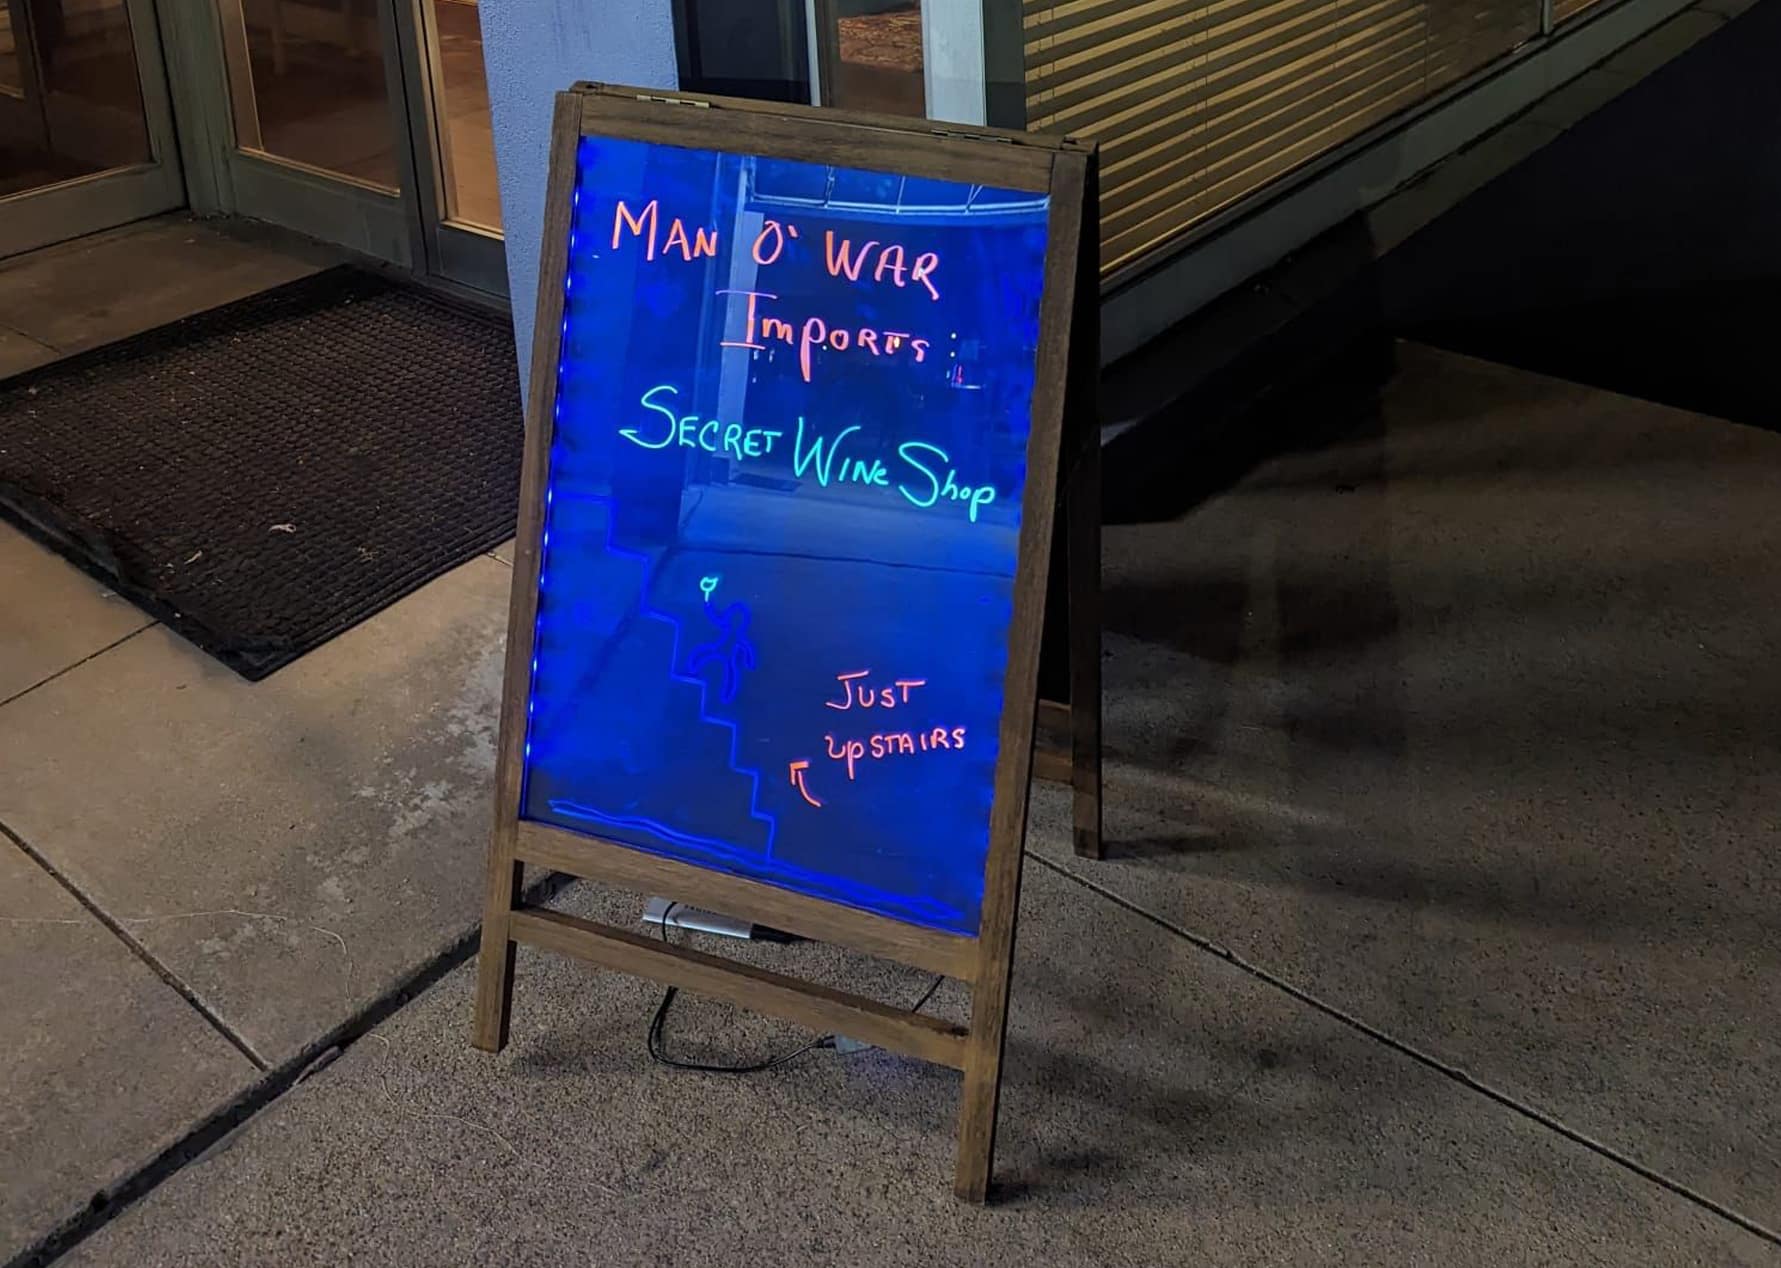 MAN O' WAR
ImpORTS:
SECRET WINe Shop
JUST
upSTAIRS